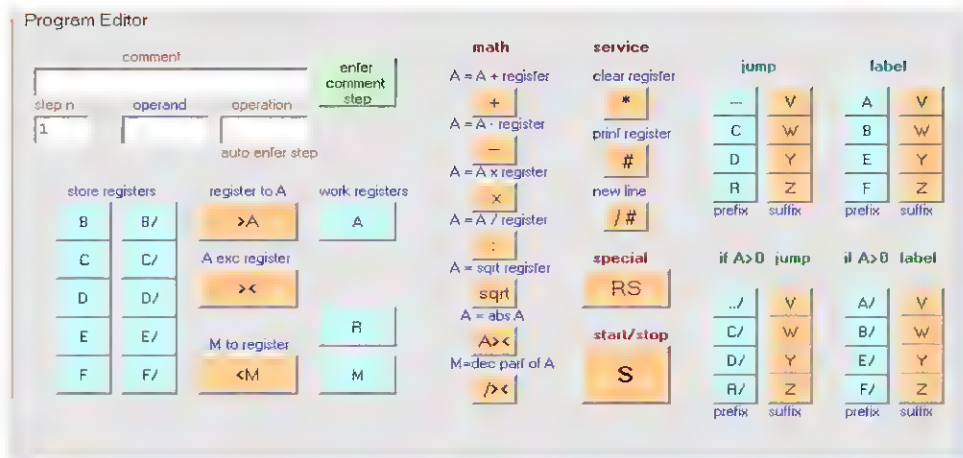 Program Editor
comment
enter
comment
step
step n
operand
operation
1
auto enter step
store registers
B B/
C C/
D D/
E E/
F F/
register to A
>A
A exc register
><
M to register
<M
work registers
A
R
M
math
A = A + register
+
A = A - register
–
A = A x register
x
A = A / register
:
A = sqrt register
sqrt
A = abs A
A><
M=dec part of A
/><
service
clear register
*
print register
#
new line
/ #
special
RS
start/stop
S
jump
— V
C W
D Y
R Z
prefix suffix
label
A V
B W
E Y
F Z
prefix suffix
if A>0 jump
../ V
C/ W
D/ Y
R/ Z
prefix suffix
if A>0 label
A/ V
B/ W
E/ Y
F/ Z
prefix suffix